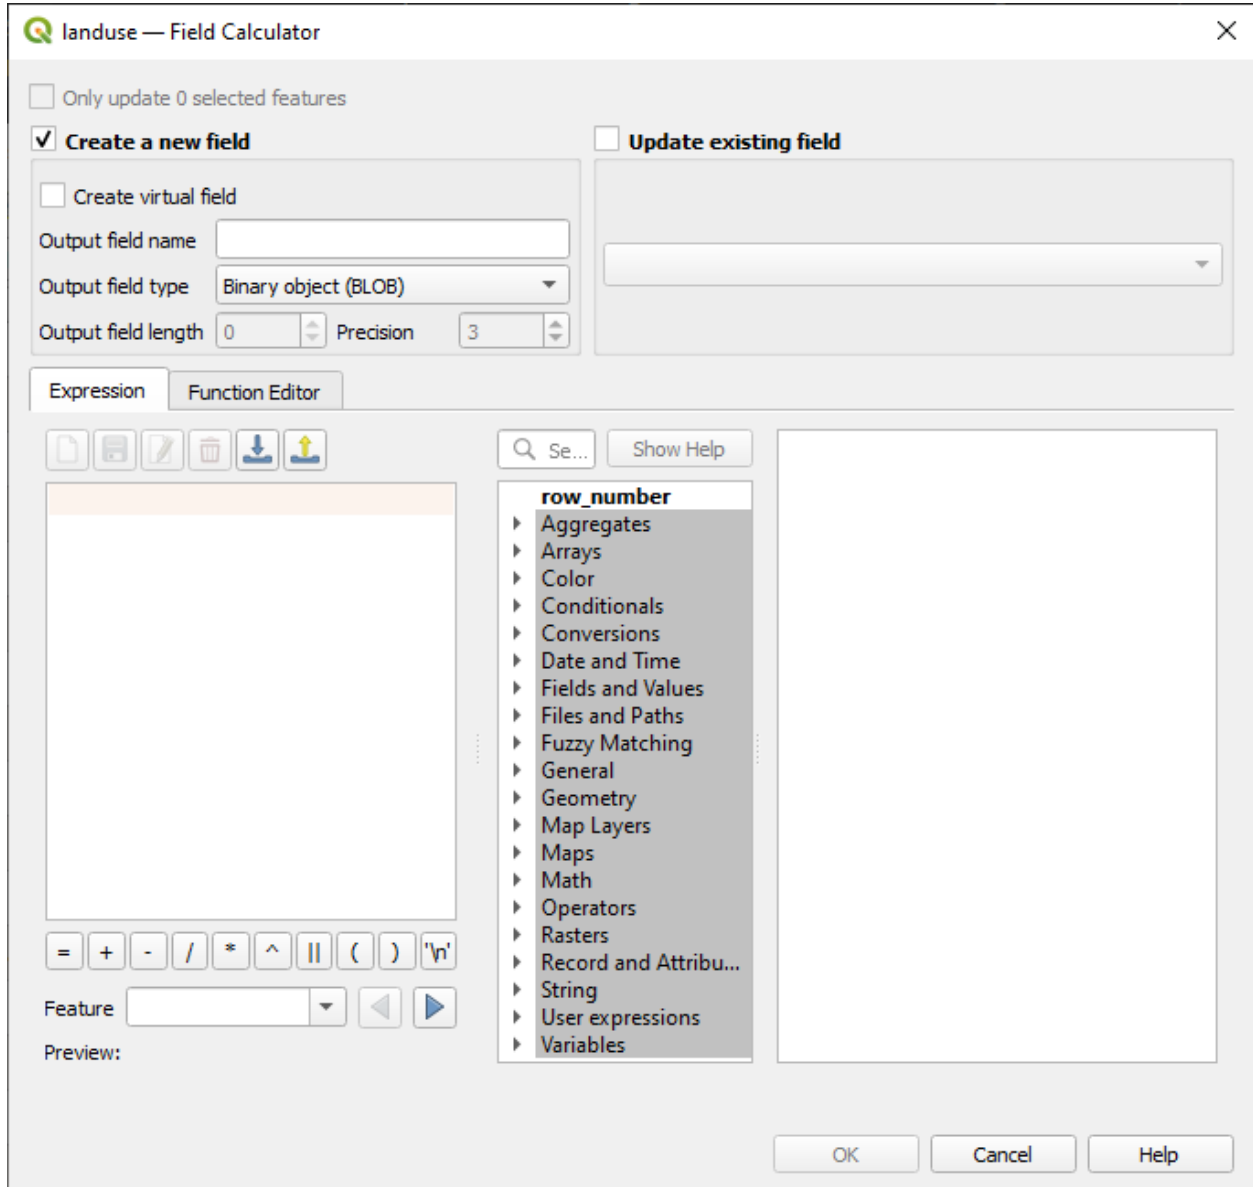 landuse — Field Calculator
Only update 0 selected features
Create a new field
Update existing field
Create virtual field
Output field name
Output field type Binary object (BLOB)
Output field length 0 Precision 3
Expression Function Editor
Se... Show Help
row_number
Aggregates
Arrays
Color
Conditionals
Conversions
Date and Time
Fields and Values
Files and Paths
Fuzzy Matching
General
Geometry
Map Layers
Maps
Math
Operators
Rasters
Record and Attribu...
String
User expressions
Variables
= + - / * ^ || ( ) '\n'
Feature
Preview:
OK Cancel Help